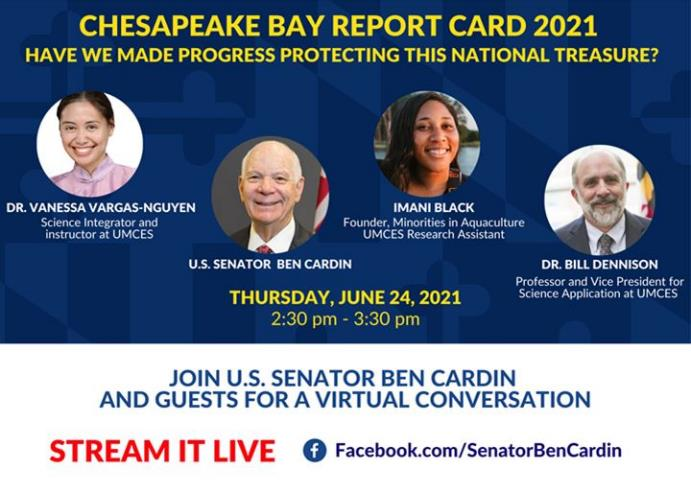 CHESAPEAKE BAY REPORT CARD 2021
HAVE WE MADE PROGRESS PROTECTING THIS NATIONAL TREASURE?
DR. VANESSA VARGAS-NGUYEN
Science Integrator and
instructor at UMCES
U.S. SENATOR BEN CARDIN
IMANI BLACK
Founder, Minorities in Aquaculture
UMCES Research Assistant
DR. BILL DENNISON
Professor and Vice President for
Science Application at UMCES
THURSDAY, JUNE 24, 2021
2:30 pm - 3:30 pm
JOIN U.S. SENATOR BEN CARDIN
AND GUESTS FOR A VIRTUAL CONVERSATION
STREAM IT LIVE
Facebook.com/SenatorBenCardin